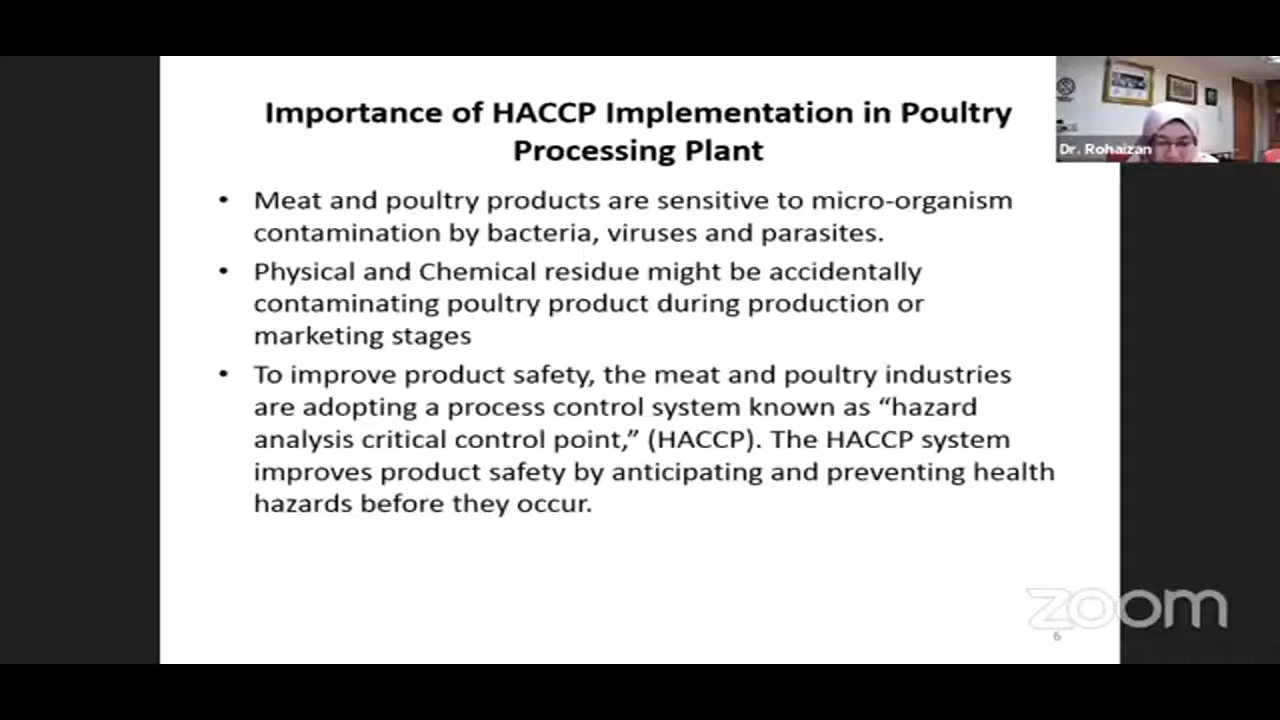 Importance of HACCP Implementation in Poultry
Processing Plant
Dr. Rohaizan
• Meat and poultry products are sensitive to micro-organism
contamination by bacteria, viruses and parasites.
• Physical and Chemical residue might be accidentally
contaminating poultry product during production or
marketing stages
• To improve product safety, the meat and poultry industries
are adopting a process control system known as “hazard
analysis critical control point,” (HACCP). The HACCP system
improves product safety by anticipating and preventing health
hazards before they occur.
zoom
6